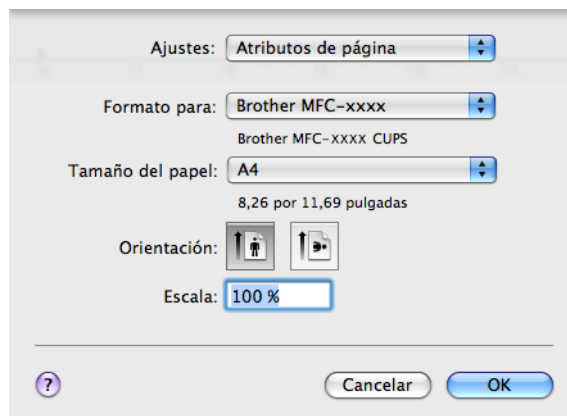 Ajustes: Atributos de página
Formato para: Brother MFC-xxxx
Brother MFC-XXXX CUPS
Tamaño del papel: A4
8,26 por 11,69 pulgadas
Orientación:
Escala: 100 %
? Cancelar OK